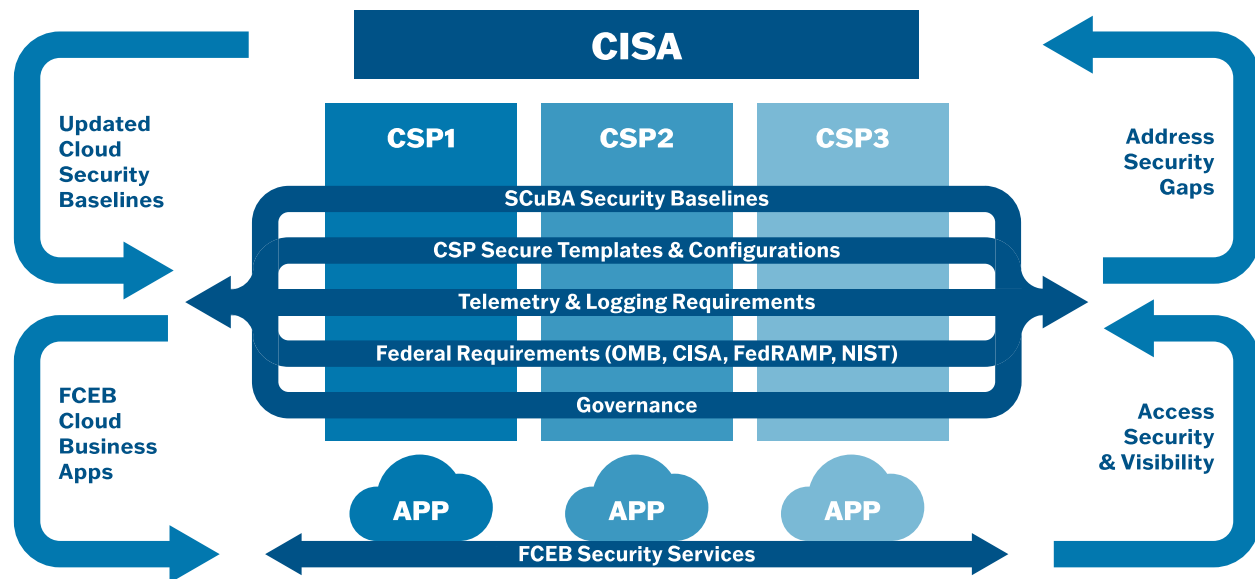 CISA
Updated
Cloud
Security
Baselines
CSP1
CSP2
CSP3
Address
Security
Gaps
SCuBA Security Baselines
CSP Secure Templates & Configurations
Telemetry & Logging Requirements
Federal Requirements (OMB, CISA, FedRAMP, NIST)
Governance
FCEB
Cloud
Business
Apps
Access
Security
& Visibility
APP
APP
APP
FCEB Security Services